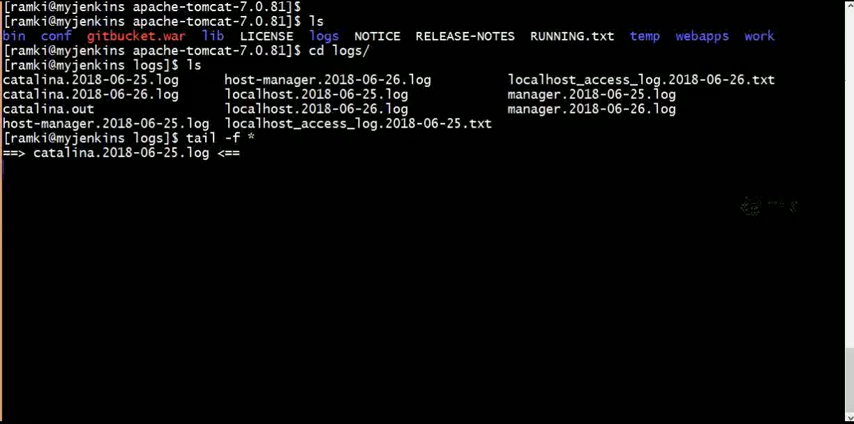 [ramki@myjenkins apache-tomcat-7.0.81]$
[ramki@myjenkins apache-tomcat-7.0.81]$ ls
bin conf gitbucket.war lib LICENSE logs NOTICE RELEASE-NOTES RUNNING.txt temp webapps work
[ramki@myjenkins apache-tomcat-7.0.81]$ cd logs/
[ramki@myjenkins logs]$ ls
catalina.2018-06-25.log host-manager.2018-06-26.log localhost_access_log.2018-06-26.txt
catalina.2018-06-26.log localhost.2018-06-25.log manager.2018-06-25.log
catalina.out localhost.2018-06-26.log manager.2018-06-26.log
host-manager.2018-06-25.log localhost_access_log.2018-06-25.txt
[ramki@myjenkins logs]$ tail -f *
==> catalina.2018-06-25.log <==